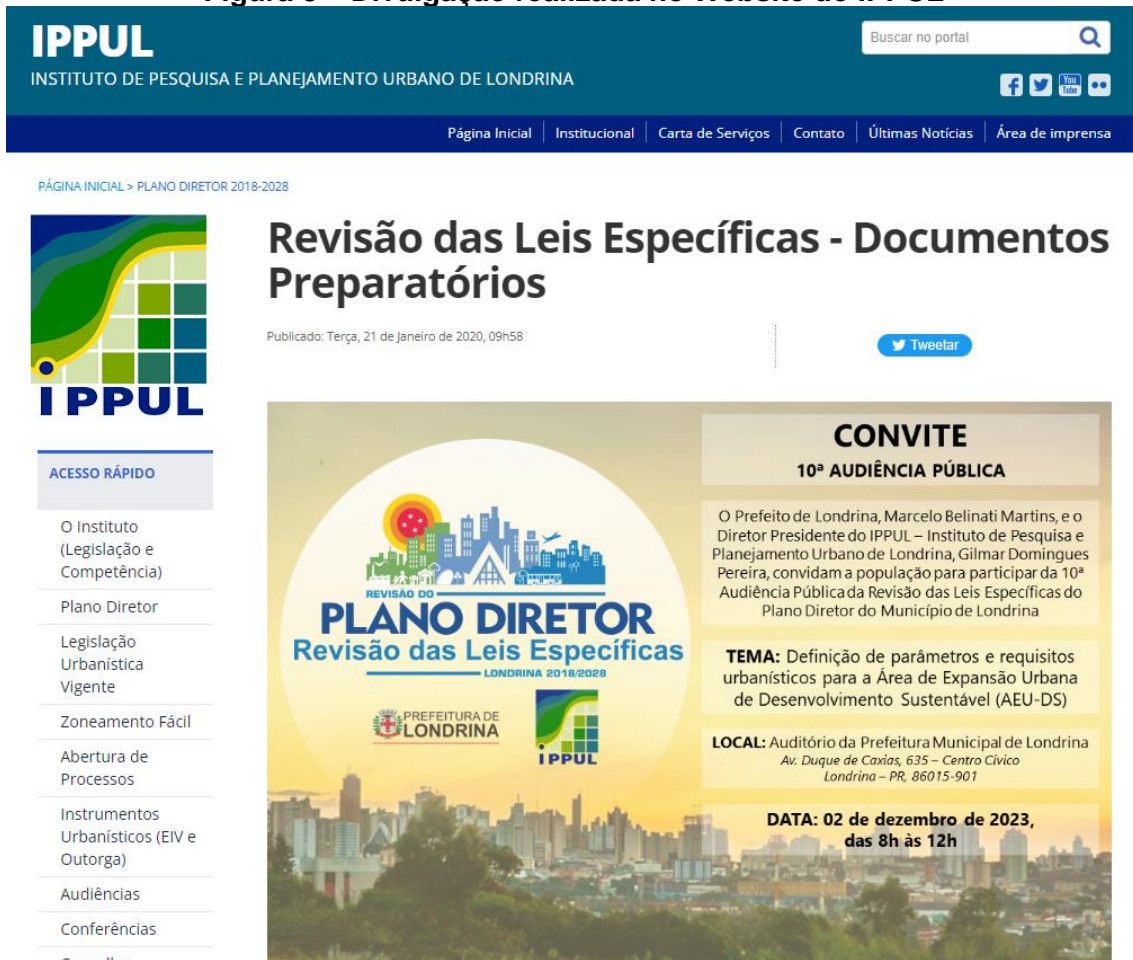 IPPUL
INSTITUTO DE PESQUISA E PLANEJAMENTO URBANO DE LONDRINA
Buscar no portal
You
Tube
Página Inicial
Institucional
Carta de Serviços
Contato
Últimas Notícias
Área de imprensa
PÁGINA INICIAL > PLANO DIRETOR 2018-2028
IPPUL
ACESSO RÁPIDO
O Instituto
(Legislação e
Competência)
Plano Diretor
Legislação
Urbanística
Vigente
Zoneamento Fácil
Abertura de
Processos
Instrumentos
Urbanísticos (EIV e
Outorga)
Audiências
Conferências
Revisão das Leis Específicas - Documentos
Preparatórios
Publicado: Terça, 21 de Janeiro de 2020, 09h58
Tweetar
REVISÃO DO
PLANO DIRETOR
Revisão das Leis Específicas
LONDRINA 2018/2028
PREFEITURA DE
LONDRINA
IPPUL
CONVITE
10ª AUDIÊNCIA PÚBLICA
O Prefeito de Londrina, Marcelo Belinati Martins, e o
Diretor Presidente do IPPUL – Instituto de Pesquisa e
Planejamento Urbano de Londrina, Gilmar Domingues
Pereira, convidam a população para participar da 10ª
Audiência Pública da Revisão das Leis Específicas do
Plano Diretor do Município de Londrina
TEMA: Definição de parâmetros e requisitos
urbanísticos para a Área de Expansão Urbana
de Desenvolvimento Sustentável (AEU-DS)
LOCAL: Auditório da Prefeitura Municipal de Londrina
Av. Duque de Caxias, 635 – Centro Cívico
Londrina – PR, 86015-901
DATA: 02 de dezembro de 2023,
das 8h às 12h